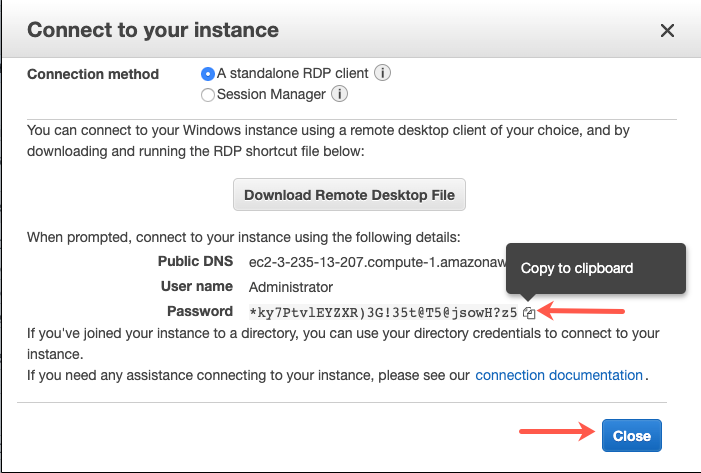 Connect to your instance
Connection method
A standalone RDP client
Session Manager
You can connect to your Windows instance using a remote desktop client of your choice, and by
downloading and running the RDP shortcut file below:
Download Remote Desktop File
When prompted, connect to your instance using the following details:
Public DNS ec2-3-235-13-207.compute-1.amazonaw
Copy to clipboard
User name Administrator
Password *ky7PtvlEYZXR)3G!35t@T5@jsowH?z5
If you've joined your instance to a directory, you can use your directory credentials to connect to your
instance.
If you need any assistance connecting to your instance, please see our connection documentation.
Close